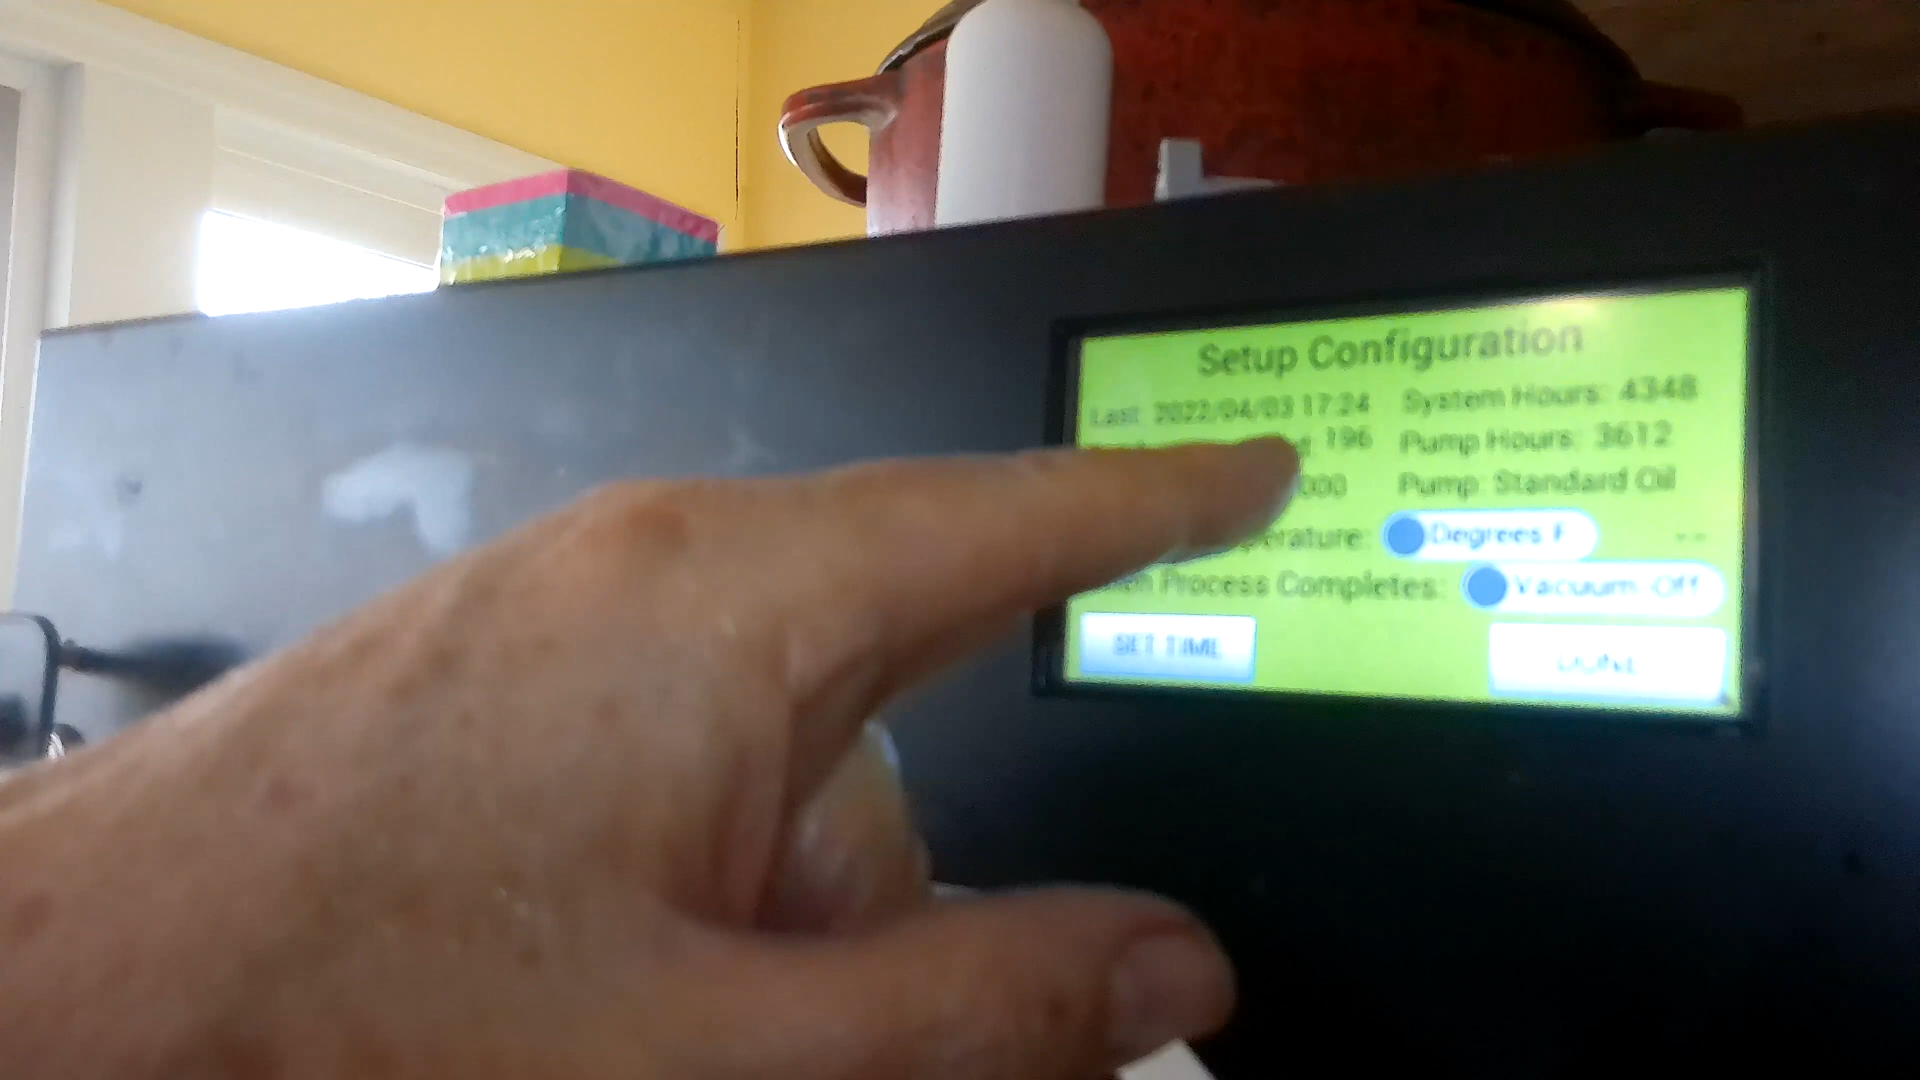 Setup Configuration
Last 2022/04/03 17:24 System Hours: 4348
196 Pump Hours: 3612
000 Pump: Standard Oil
perature: Degrees F --
Process Completes: Vacuum Off
SET TIME DONE